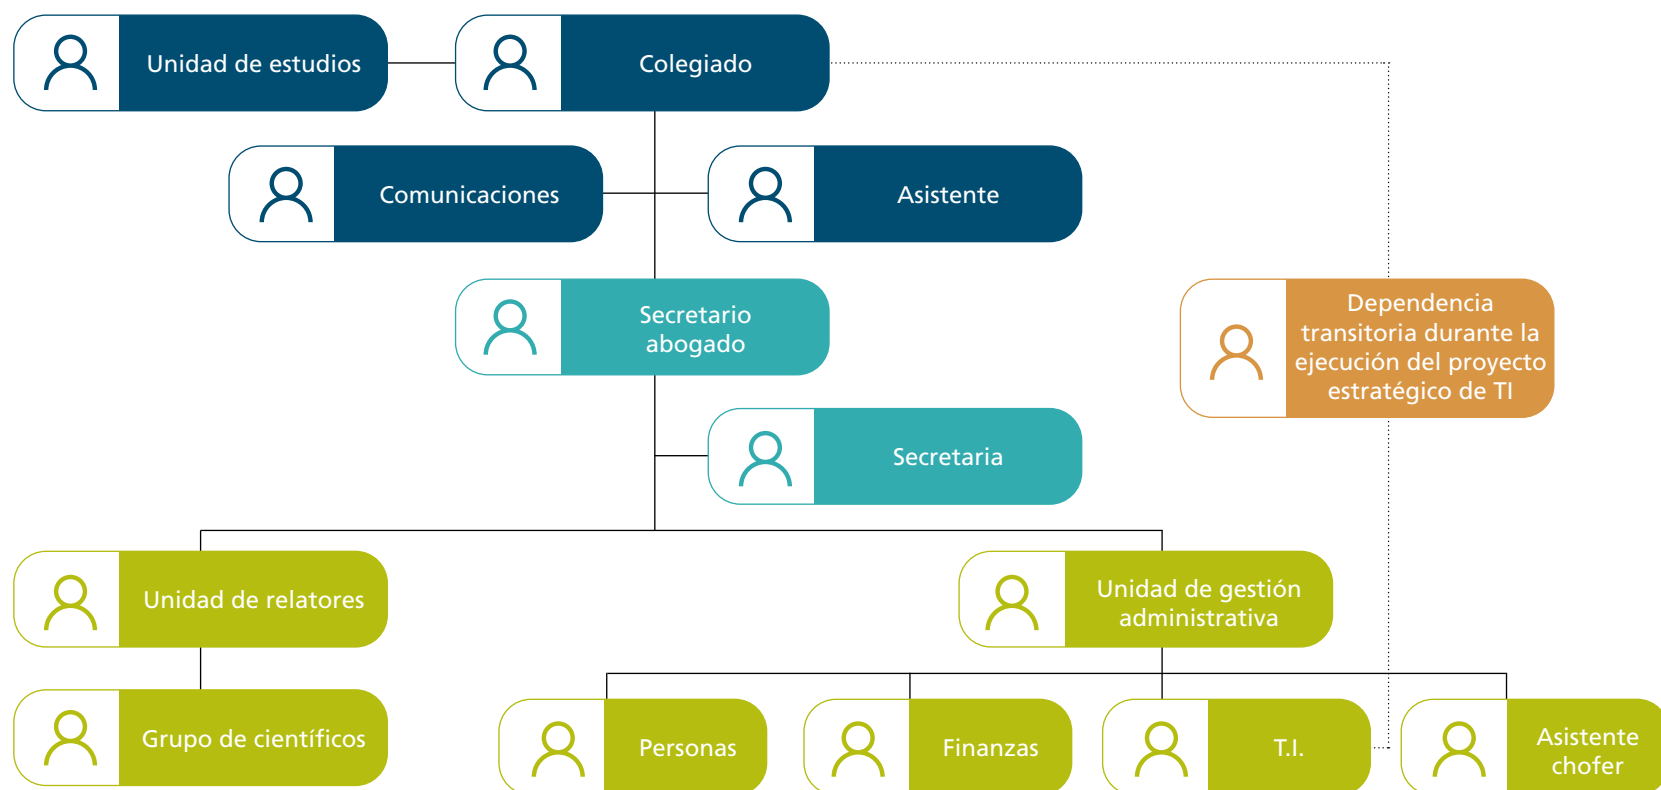 Unidad de estudios
Colegiado
Comunicaciones
Asistente
Secretario
abogado
Dependencia
transitoria durante la
ejecución del proyecto
estratégico de TI
Secretaria
Unidad de relatores
Unidad de gestión
administrativa
Grupo de científicos
Personas
Finanzas
T.I.
Asistente
chofer